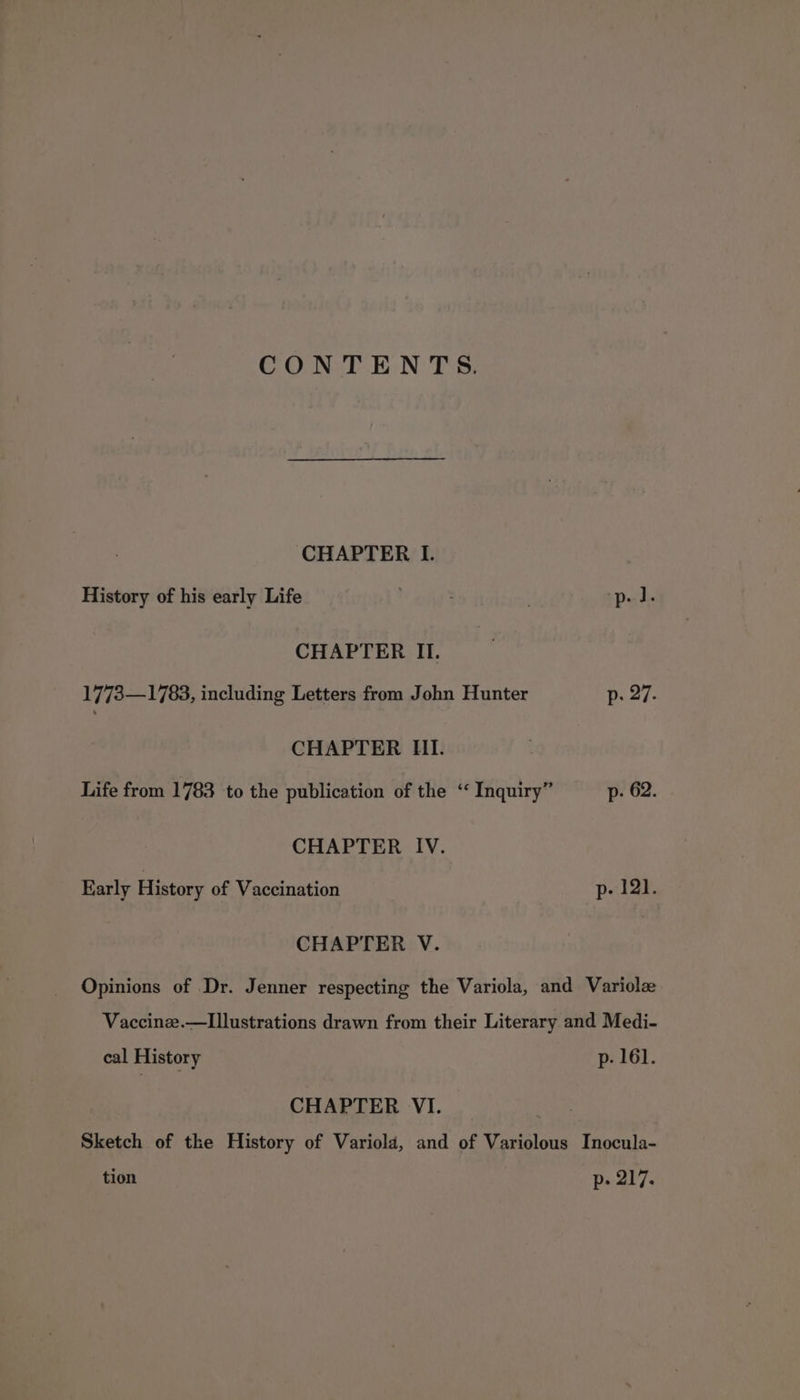 CONTENTS.
CHAPTER I.
History of his early Life p. 1.
CHAPTER II.
1773—1783, including Letters from John Hunter p. 27.
CHAPTER III.
Life from 1783 to the publication of the “Inquiry” p. 62.
CHAPTER IV.
Early History of Vaccination p. 121.
CHAPTER V.
Opinions of Dr. Jenner respecting the Variola, and Variolæ
Vaccinæ.—Illustrations drawn from their Literary and Medi-
cal History p. 161.
CHAPTER VI.
Sketch of the History of Variola, and of Variolous Inocula-
tion p. 217.